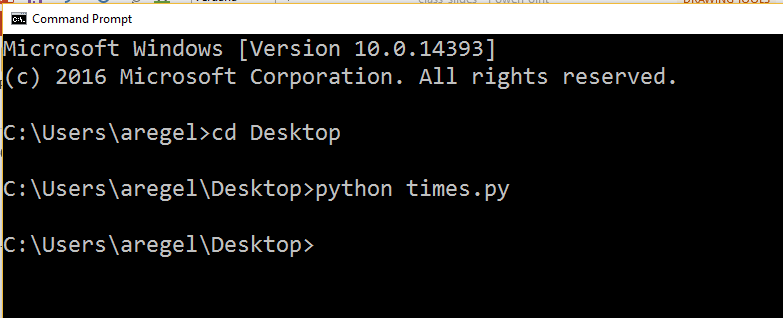 Command Prompt
Microsoft Windows [Version 10.0.14393]
(c) 2016 Microsoft Corporation. All rights reserved.
C:\Users\aregel>cd Desktop
C:\Users\aregel\Desktop>python times.py
C:\Users\aregel\Desktop>